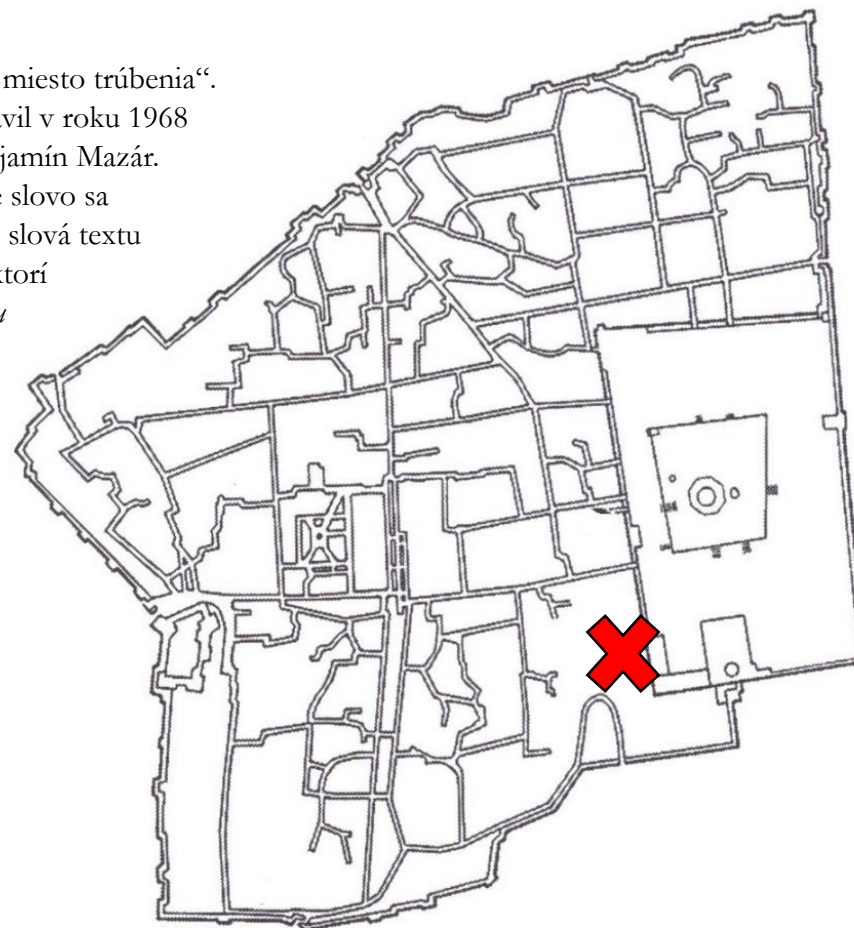 miesto trúbenia“.
vil v roku 1968
jamín Mazár.
slovo sa
slová textu
ktorí